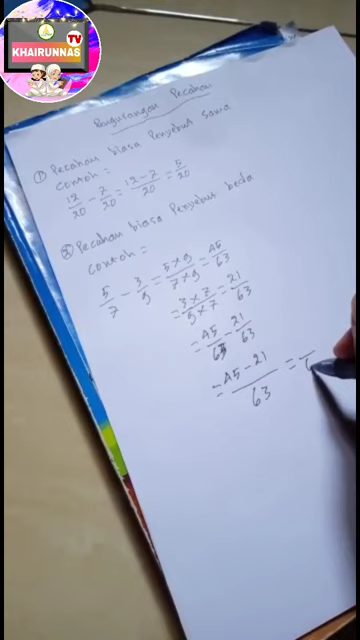 KHAIRUNNAS TV
Pengurangan Pecahan
① Pecahan biasa Penyebut sama
Contoh :
12/20 - 7/20 = 12 - 7/20 = 5/20
② Pecahan biasa Penyebut beda
Contoh :
5/7 - 3/9 = 5 x 9/7 x 9 = 45/63
= 3 x 7/9 x 7 = 21/63
= 45/63 - 21/63
= 45 - 21/63 =